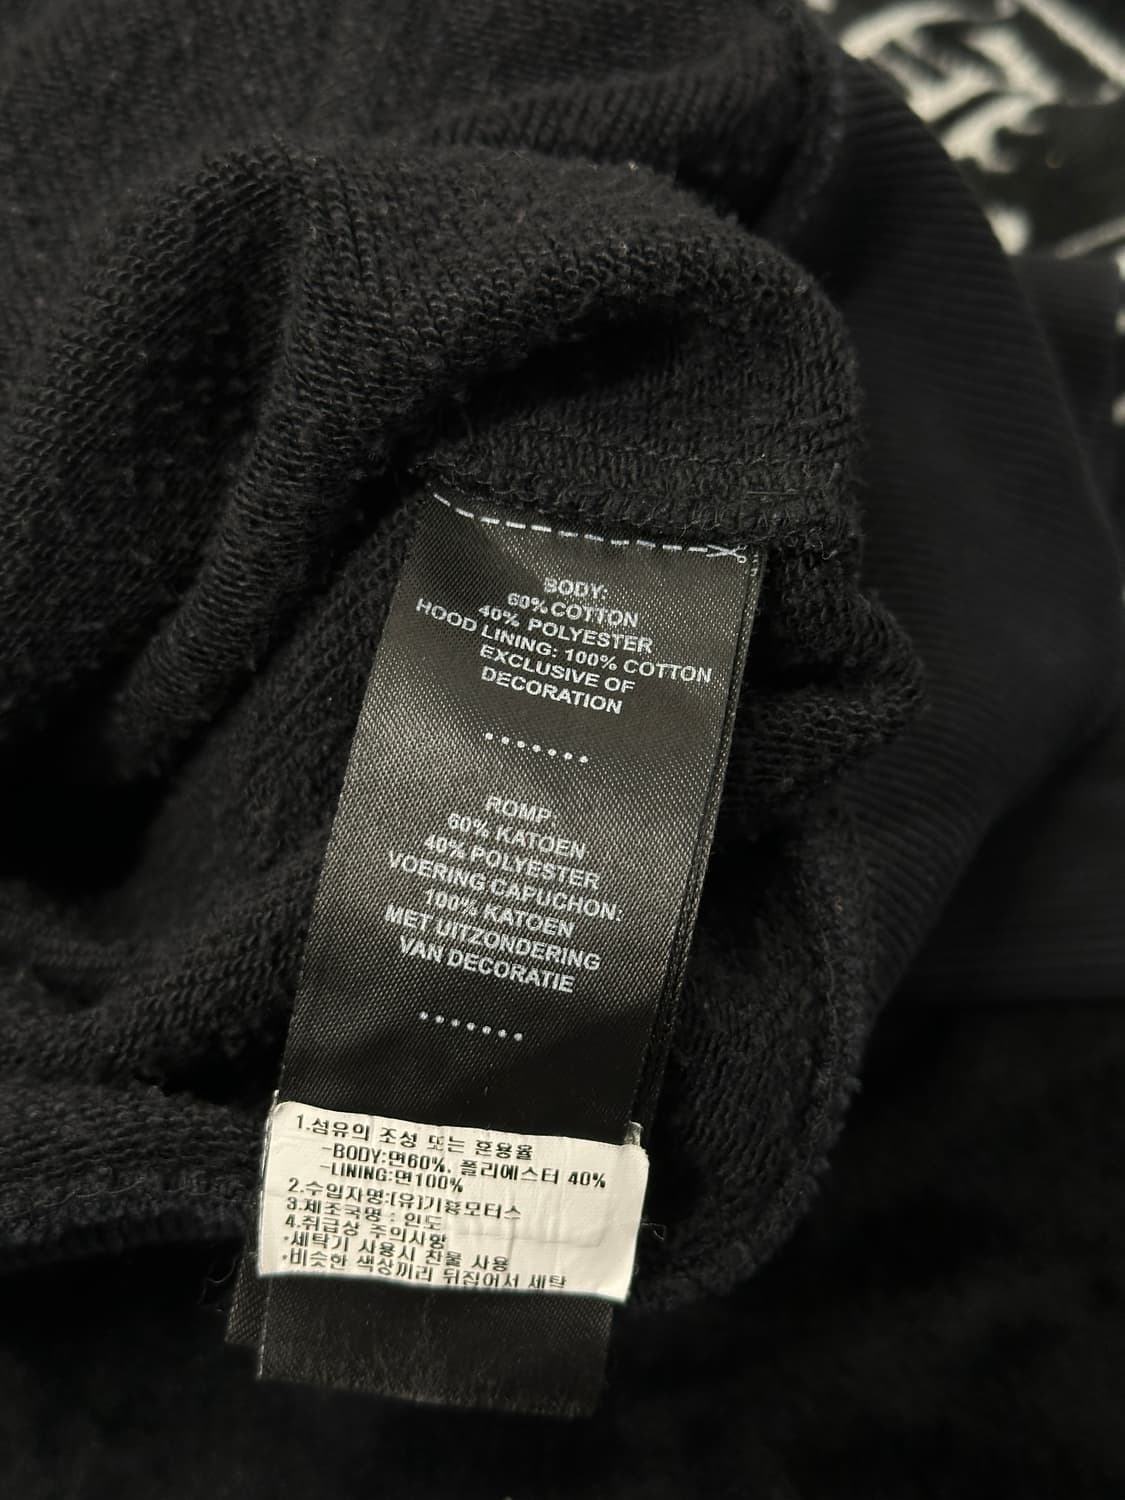 BODY:
60% COTTON
40% POLYESTER
HOOD LINING: 100% COTTON
EXCLUSIVE OF
DECORATION
ROMP:
60% KATOEN
40% POLYESTER
VOERING CAPUCHON:
100% KATOEN
MET UITZONDERING
VAN DECORATIE
1.섬유의 조성 또는 혼용율
-BODY:면60%, 폴리에스터 40%
-LINING:면100%
2.수입자명:[유]기흥모터스
3.제조국명 : 인도
4.취급상 주의사항
·세탁기 사용시 찬물 사용
·비슷한 색상끼리 뒤집어서 세탁